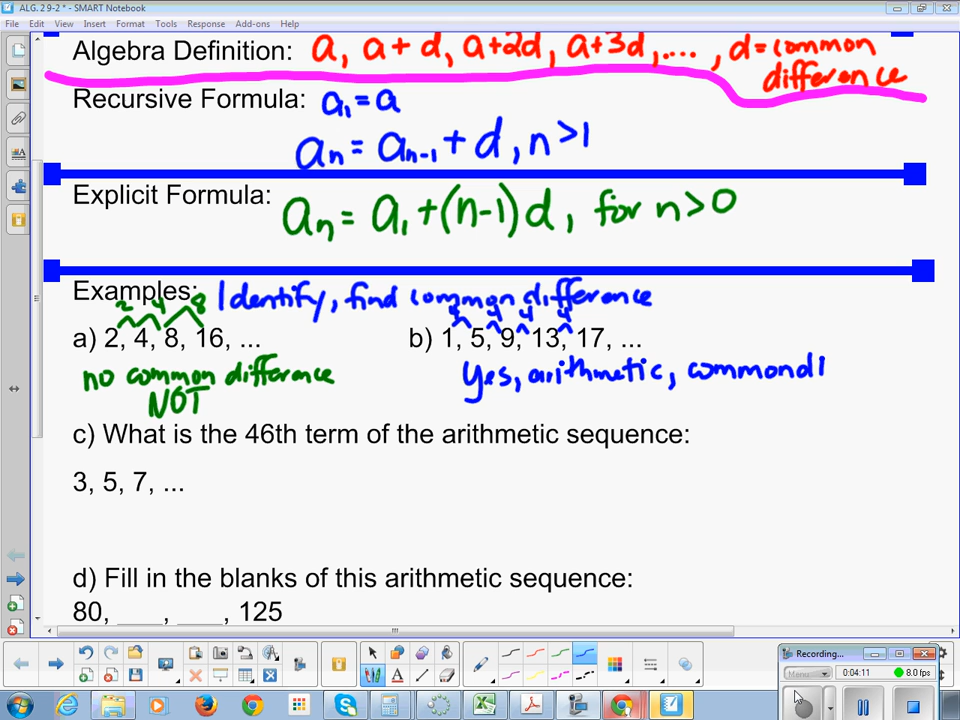 ALG. 2 9-2 * - SMART Notebook
File Edit View Insert Format Tools Response Add-ons Help
Algebra Definition: a, a + d, a+2d, a+3d, ...., d = common difference
Recursive Formula: a₁ = a
aₙ = aₙ₋₁ + d, n > 1
Explicit Formula: aₙ = a₁ + (n-1)d, for n > 0
Examples: Identify, find common difference
2 4 8
4 4 4 4
a) 2, 4, 8, 16, ... b) 1, 5, 9, 13, 17, ...
no common difference
NOT
Yes, arithmetic, common di
c) What is the 46th term of the arithmetic sequence:
3, 5, 7, ...
d) Fill in the blanks of this arithmetic sequence:
80, ___, ___, 125
Recording...
Menu 0:04:11 8.0 fps